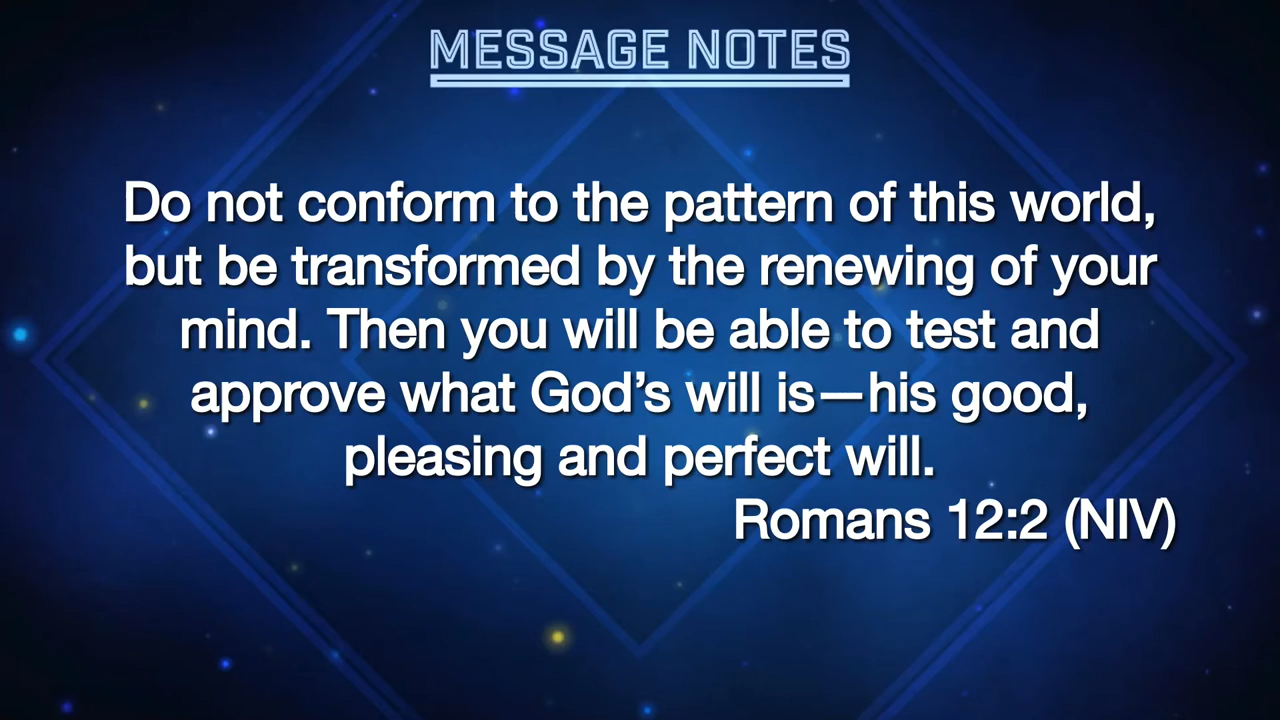 MESSAGE NOTES
Do not conform to the pattern of this world,
but be transformed by the renewing of your
mind. Then you will be able to test and
approve what God’s will is—his good,
pleasing and perfect will.
Romans 12:2 (NIV)